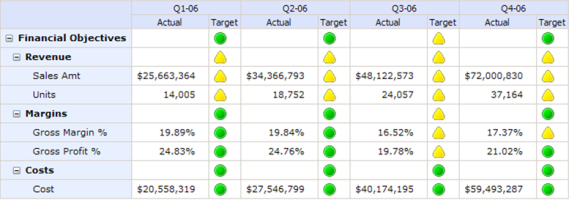 Q1-06 Q2-06 Q3-06 Q4-06
Actual Target Actual Target Actual Target Actual Target
Financial Objectives
Revenue
Sales Amt $25,663,364 $34,366,793 $48,122,573 $72,000,830
Units 14,005 18,752 24,057 37,164
Margins
Gross Margin % 19.89% 19.84% 16.52% 17.37%
Gross Profit % 24.83% 24.76% 19.78% 21.02%
Costs
Cost $20,558,319 $27,546,799 $40,174,195 $59,493,287